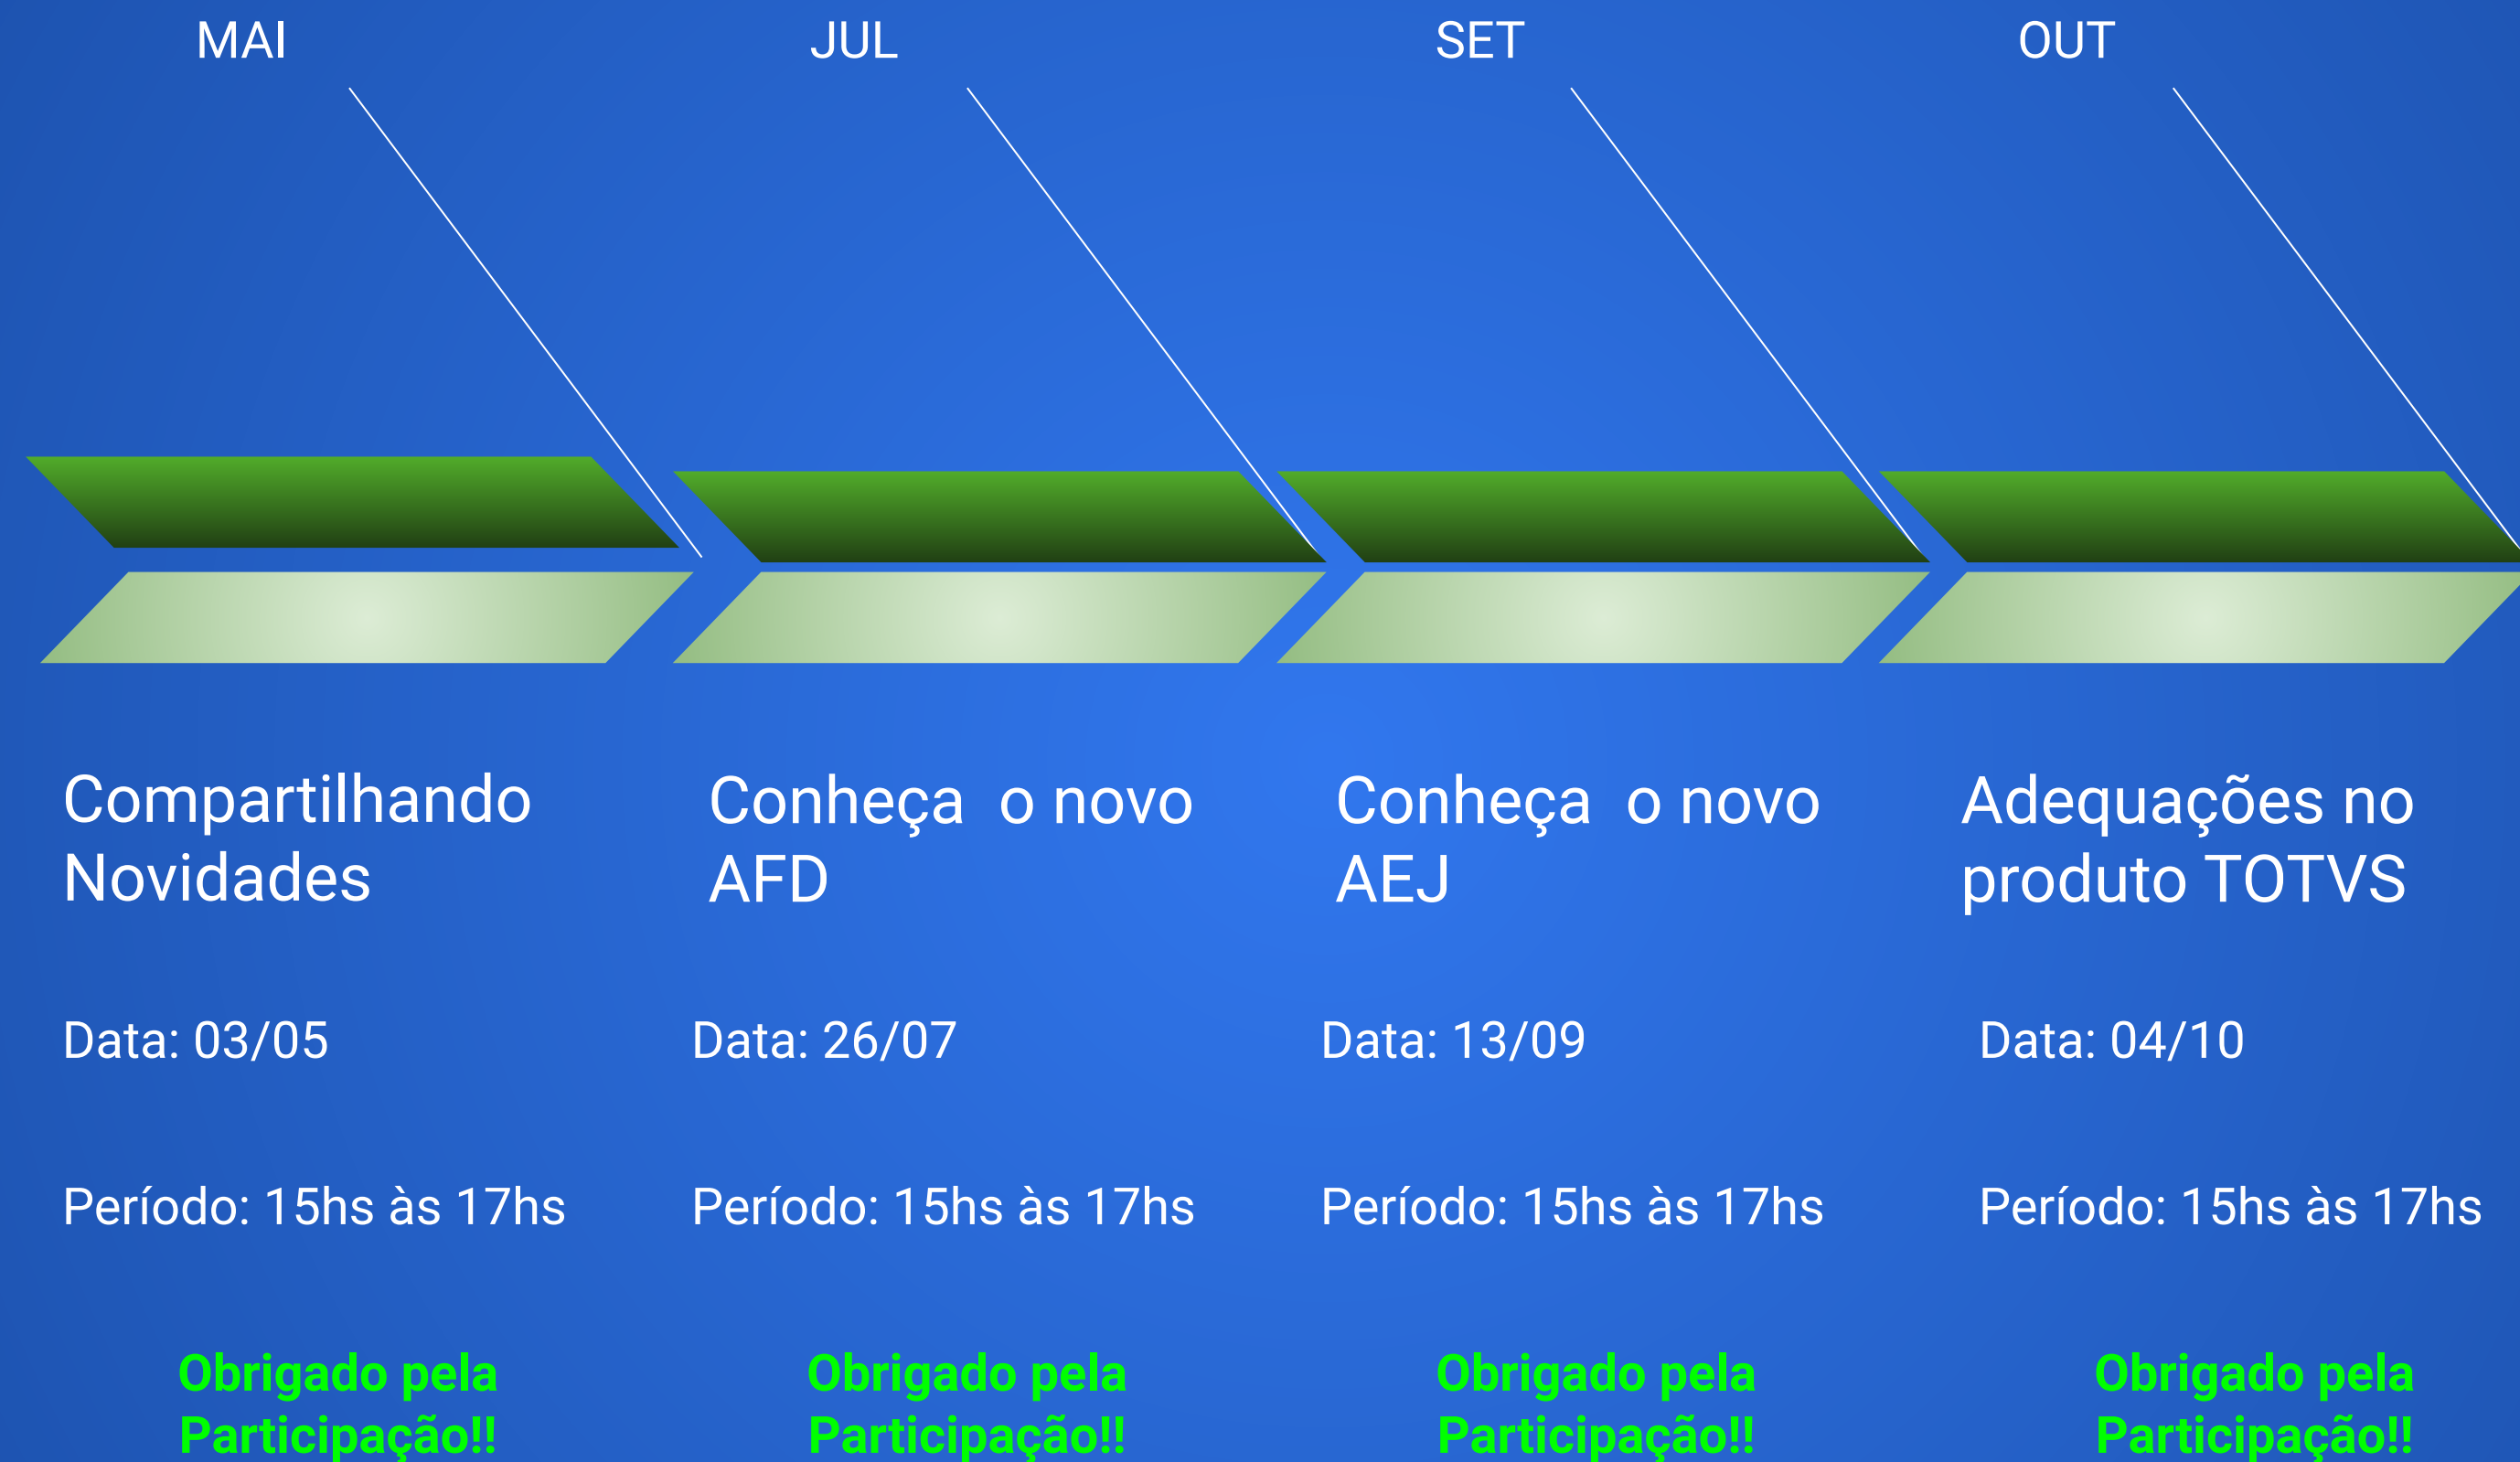 MAI
JUL
SET
OUT
Compartilhando
Novidades
Data: 03/05
Período: 15hs às 17hs
Obrigado pela
Participação!!
Conheça  o novo
AFD
Data: 26/07
Período: 15hs às 17hs
Obrigado pela
Participação!!
Conheça  o novo
AEJ
Data: 13/09
Período: 15hs às 17hs
Obrigado pela
Participação!!
Adequações no
produto TOTVS
Data: 04/10
Período: 15hs às 17hs
Obrigado pela
Participação!!